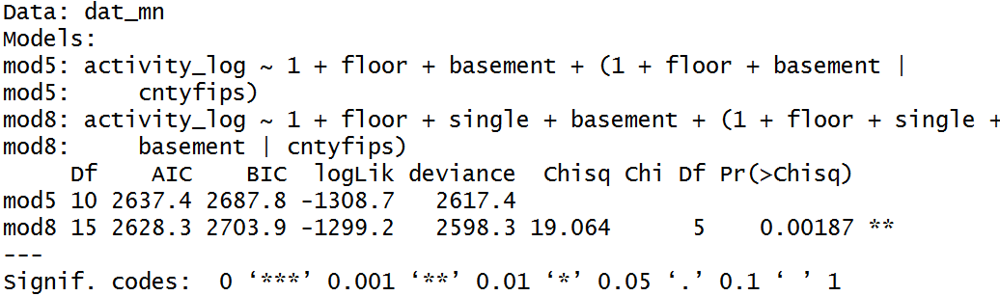 Data: dat_mn
Models:
mod5: activity_log ~ 1 + floor + basement + (1 + floor + basement |
mod5:     cntyfips)
mod8: activity_log ~ 1 + floor + single + basement + (1 + floor + single +
mod8:     basement | cntyfips)
     Df    AIC    BIC  logLik deviance  Chisq Chi Df Pr(>Chisq)
mod5 10 2637.4 2687.8 -1308.7   2617.4
mod8 15 2628.3 2703.9 -1299.2   2598.3 19.064      5    0.00187 **
---
Signif. codes:  0 ‘***’ 0.001 ‘**’ 0.01 ‘*’ 0.05 ‘.’ 0.1 ‘ ’ 1